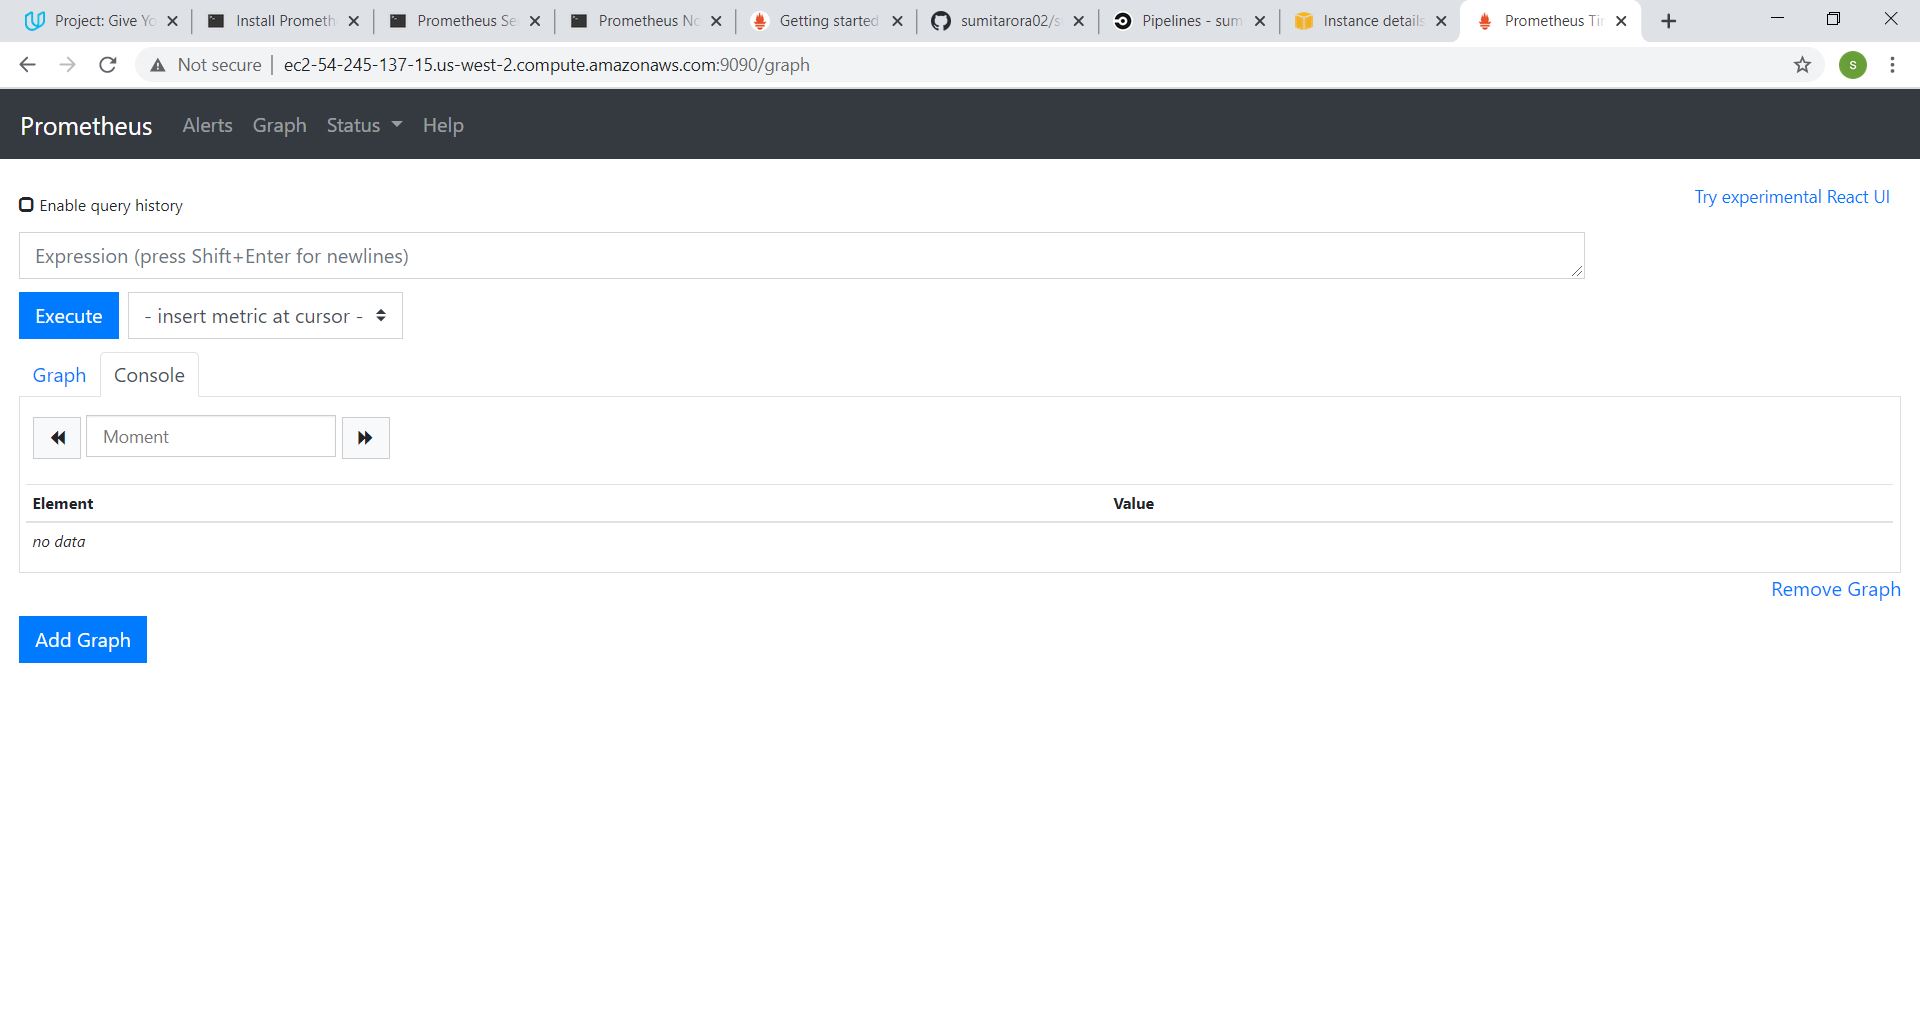 Project: Give Yo
Install Prometh
Prometheus Se
Prometheus No
Getting started
sumitarora02/s
Pipelines - sum
Instance details
Prometheus Tir
Not secure
ec2-54-245-137-15.us-west-2.compute.amazonaws.com:9090/graph
s
Prometheus Alerts Graph Status Help
Enable query history
Try experimental React UI
Expression (press Shift+Enter for newlines)
Execute
- insert metric at cursor -
Graph Console
Moment
Element Value
no data
Remove Graph
Add Graph